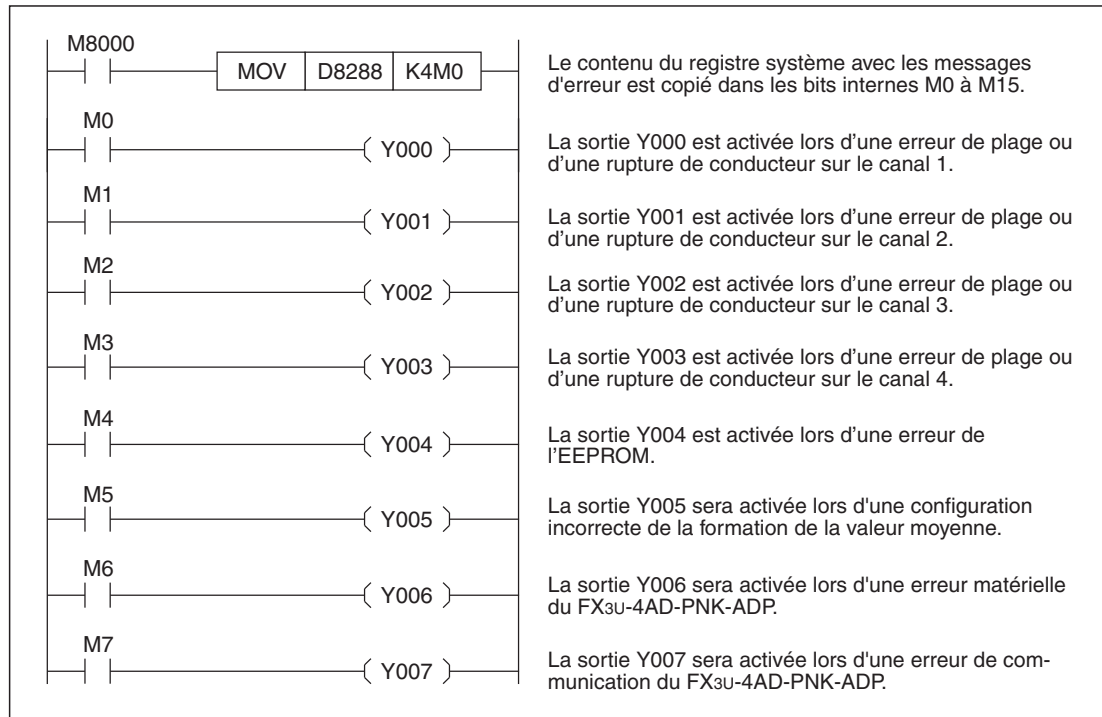 M8000
MOV D8288 K4M0
Le contenu du registre système avec les messages
d'erreur est copié dans les bits internes M0 à M15.
M0
Y000
La sortie Y000 est activée lors d’une erreur de plage ou
d’une rupture de conducteur sur le canal 1.
M1
Y001
La sortie Y001 est activée lors d’une erreur de plage ou
d’une rupture de conducteur sur le canal 2.
M2
Y002
La sortie Y002 est activée lors d’une erreur de plage ou
d’une rupture de conducteur sur le canal 3.
M3
Y003
La sortie Y003 est activée lors d’une erreur de plage ou
d’une rupture de conducteur sur le canal 4.
M4
Y004
La sortie Y004 est activée lors d’une erreur de
l’EEPROM.
M5
Y005
La sortie Y005 sera activée lors d'une configuration
incorrecte de la formation de la valeur moyenne.
M6
Y006
La sortie Y006 sera activée lors d'une erreur matérielle
du FX3U-4AD-PNK-ADP.
M7
Y007
La sortie Y007 sera activée lors d'une erreur de com-
munication du FX3U-4AD-PNK-ADP.